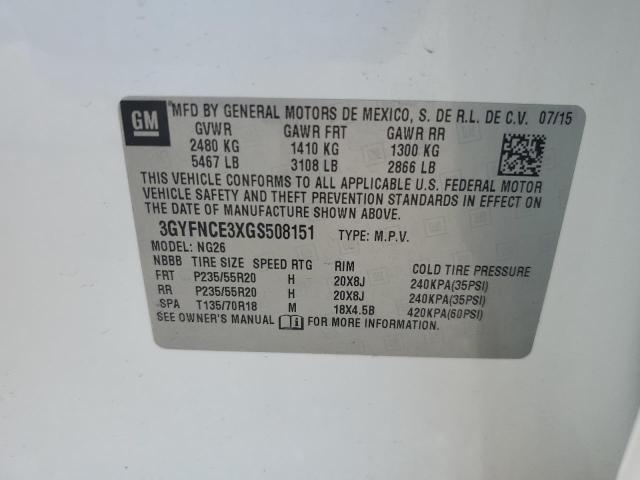 GM MFD BY GENERAL MOTORS DE MEXICO, S. DE R.L. DE C.V. 07/15
GVWR GAWR FRT GAWR RR
2480 KG 1410 KG 1300 KG
5467 LB 3108 LB 2866 LB
THIS VEHICLE CONFORMS TO ALL APPLICABLE U.S. FEDERAL MOTOR
VEHICLE SAFETY AND THEFT PREVENTION STANDARDS IN EFFECT ON
THE DATE OF MANUFACTURE SHOWN ABOVE.
3GYFNCE3XGS508151 TYPE: M.P.V.
MODEL: NG26
NBBB TIRE SIZE SPEED RTG RIM COLD TIRE PRESSURE
FRT P235/55R20 H 20X8J 240KPA(35PSI)
RR P235/55R20 H 20X8J 240KPA(35PSI)
SPA T135/70R18 M 18X4.5B 420KPA(60PSI)
SEE OWNER'S MANUAL FOR MORE INFORMATION.